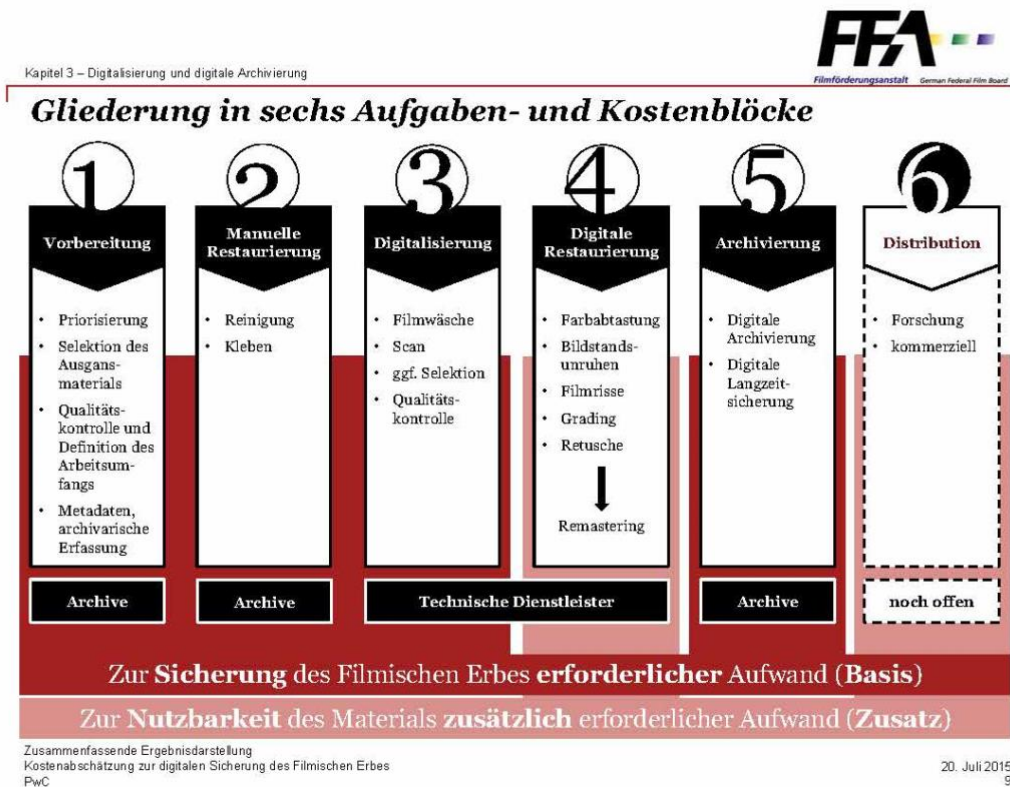 FFA
Filmförderungsanstalt German Federal Film Board
Kapitel 3 – Digitalisierung und digitale Archivierung
Gliederung in sechs Aufgaben- und Kostenblöcke
1
Vorbereitung
• Priorisierung
• Selektion des
Ausgans-
materials
• Qualitäts-
kontrolle und
Definition des
Arbeitsum-
fangs
• Metadaten,
archivarische
Erfassung
Archive
2
Manuelle
Restaurierung
• Reinigung
• Kleben
Archive
3
Digitalisierung
• Filmwäsche
• Scan
• ggf. Selektion
• Qualitäts-
kontrolle
4
Digitale
Restaurierung
• Farbabtastung
• Bildstands-
unruhen
• Filmrisse
• Grading
• Retusche
Remastering
Technische Dienstleister
5
Archivierung
• Digitale
Archivierung
• Digitale
Langzeit-
sicherung
Archive
6
Distribution
• Forschung
• kommerziell
noch offen
Zur Sicherung des Filmischen Erbes erforderlicher Aufwand (Basis)
Zur Nutzbarkeit des Materials zusätzlich erforderlicher Aufwand (Zusatz)
Zusammenfassende Ergebnisdarstellung
Kostenabschätzung zur digitalen Sicherung des Filmischen Erbes
PwC
20. Juli 2015
9